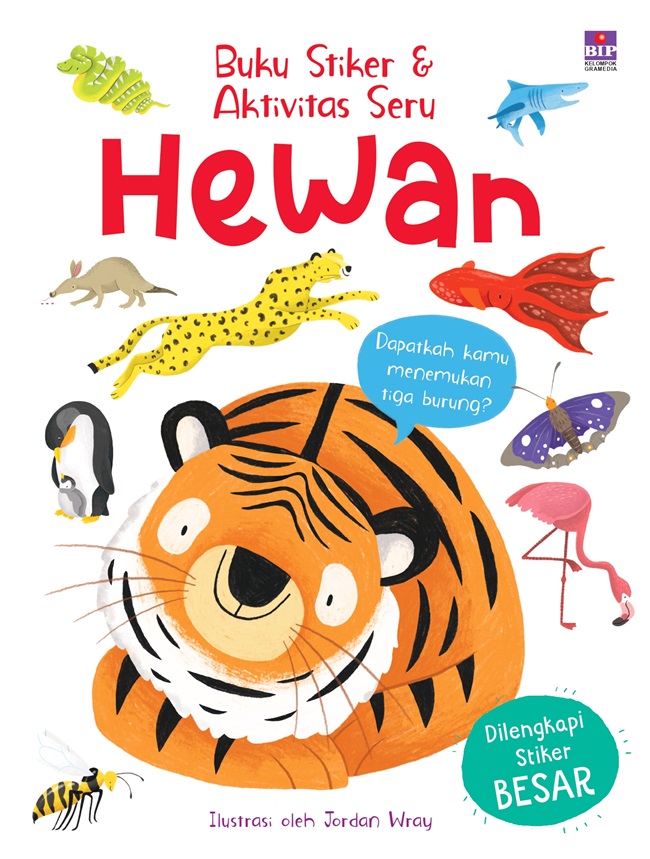 BIP
KELOMPOK
GRAMEDIA
Buku Stiker &
Aktivitas Seru
Hewan
Dapatkah kamu
menemukan
tiga burung?
Dilengkapi
Stiker
BESAR
Ilustrasi oleh Jordan Wray